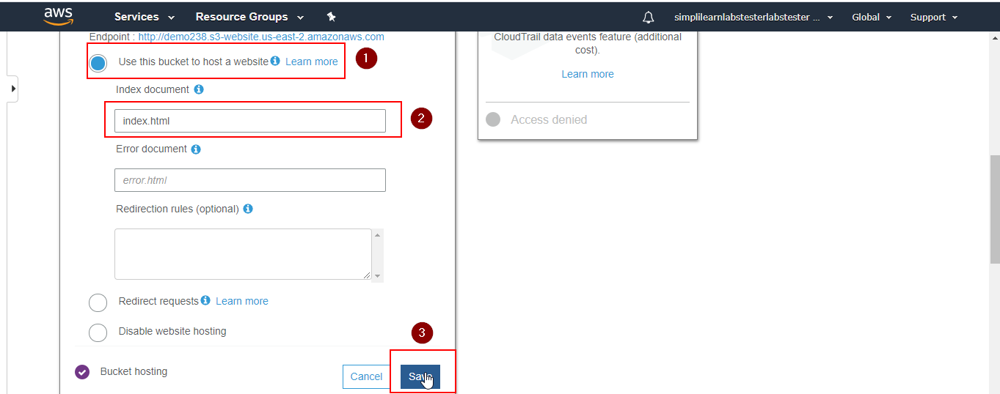 aws Services Resource Groups simplilearnlabstesterlabstester ... Global Support
Endpoint : http://demo238.s3-website.us-east-2.amazonaws.com
Use this bucket to host a website Learn more 1
Index document
index.html 2
Error document
error.html
Redirection rules (optional)
Redirect requests Learn more
Disable website hosting
3
Bucket hosting
Cancel Save
CloudTrail data events feature (additional
cost).
Learn more
Access denied